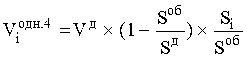 V_i^{одн.4} = V^д × (1 − S^{об} / S^д) × S_i / S^{об}